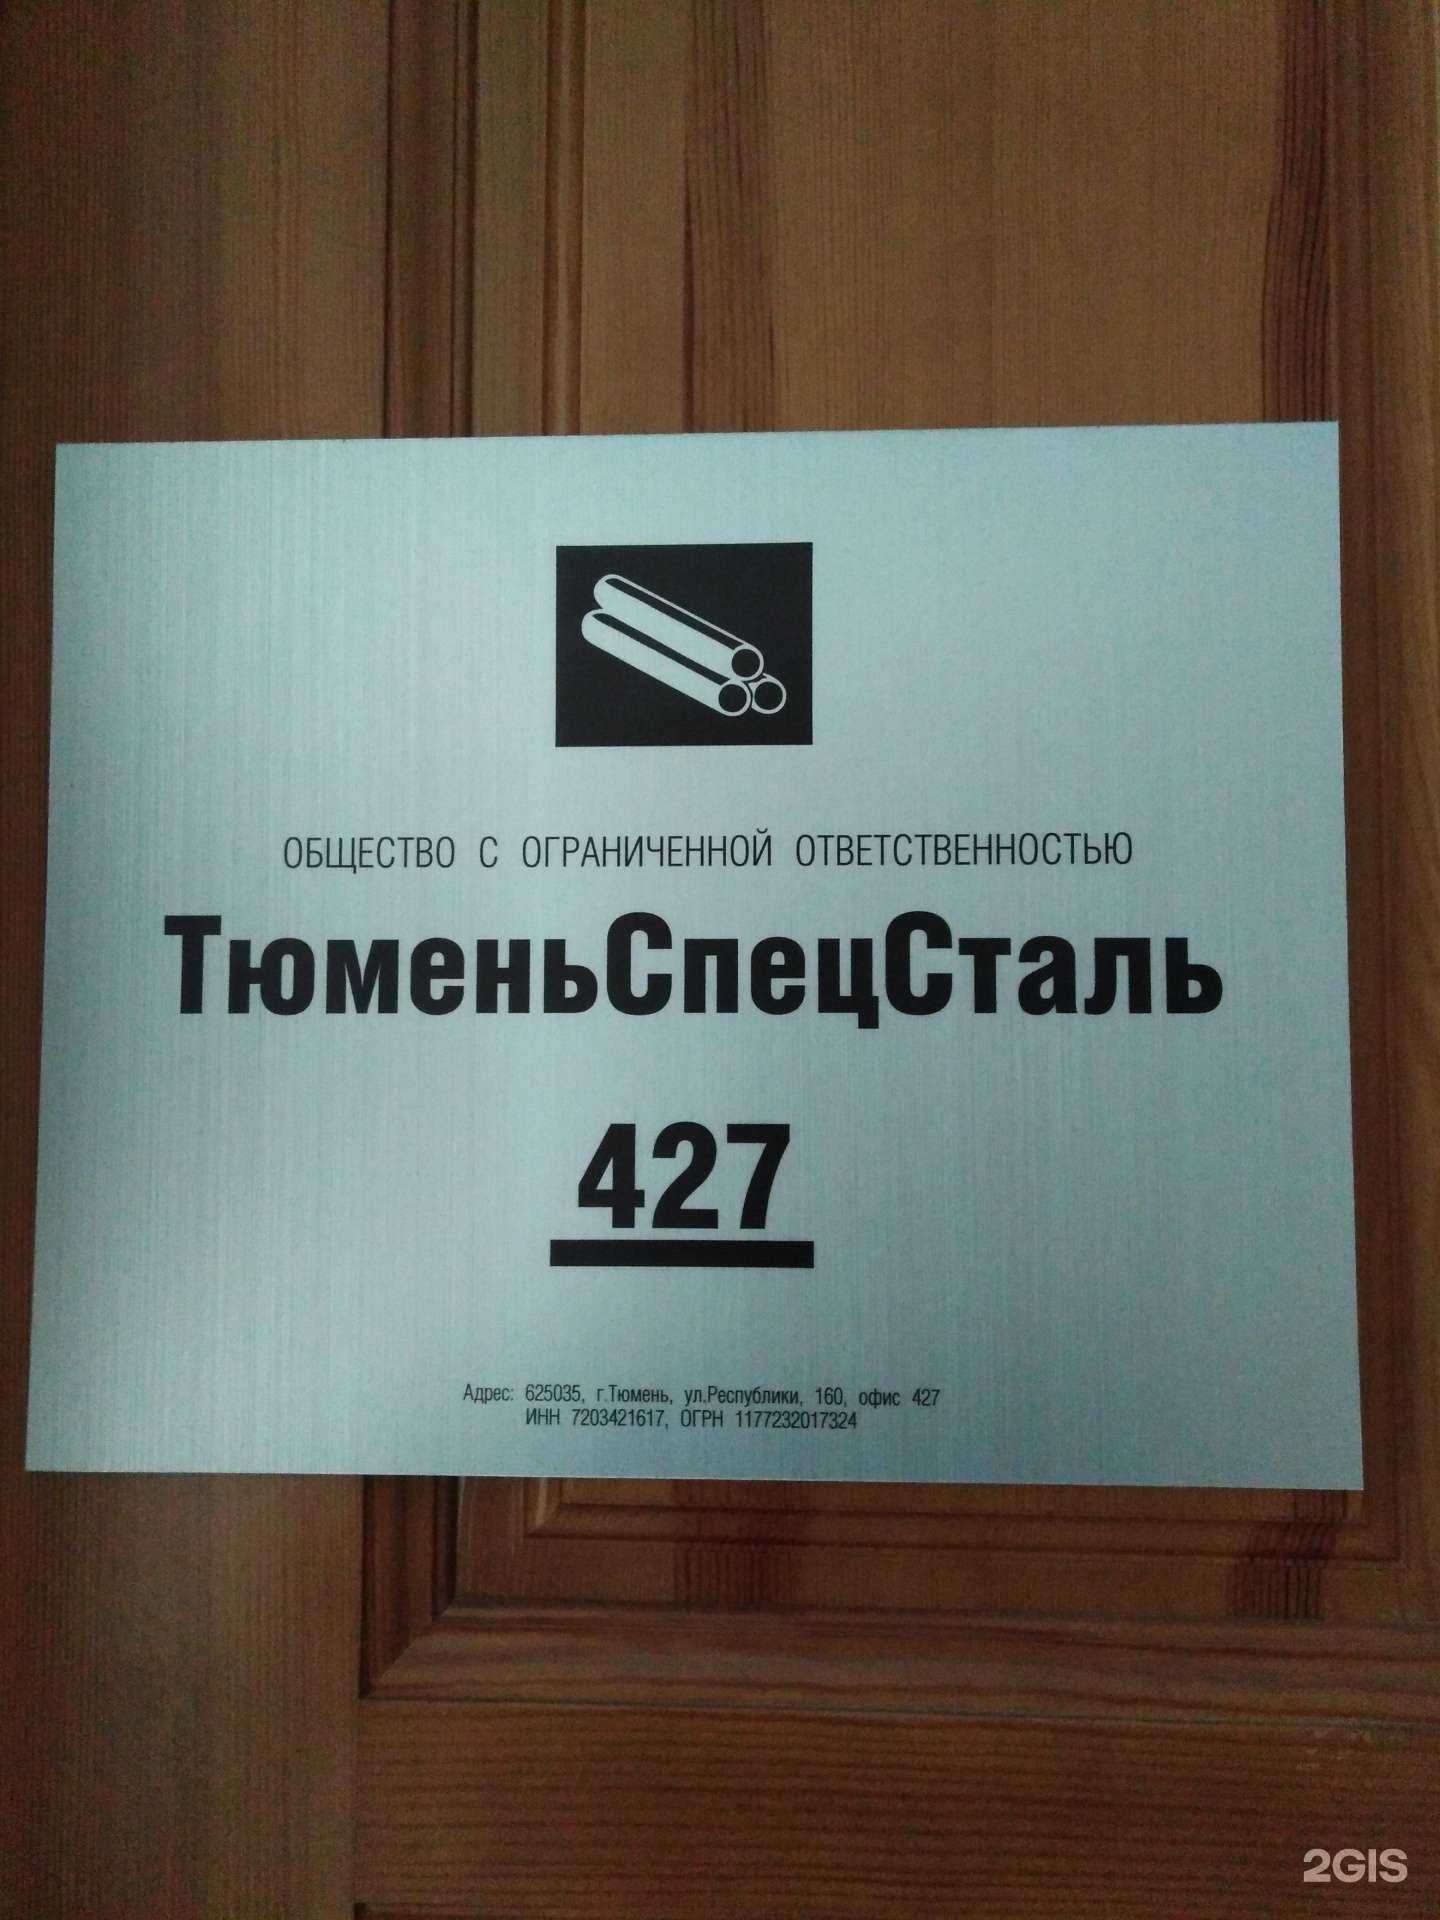 ОБЩЕСТВО С ОГРАНИЧЕННОЙ ОТВЕТСТВЕННОСТЬЮ
ТюменьСпецСталь
427
Адрес: 625035, г.Тюмень, ул.Республики, 160, офис 427
ИНН 7203421617, ОГРН 1177232017324
2GIS